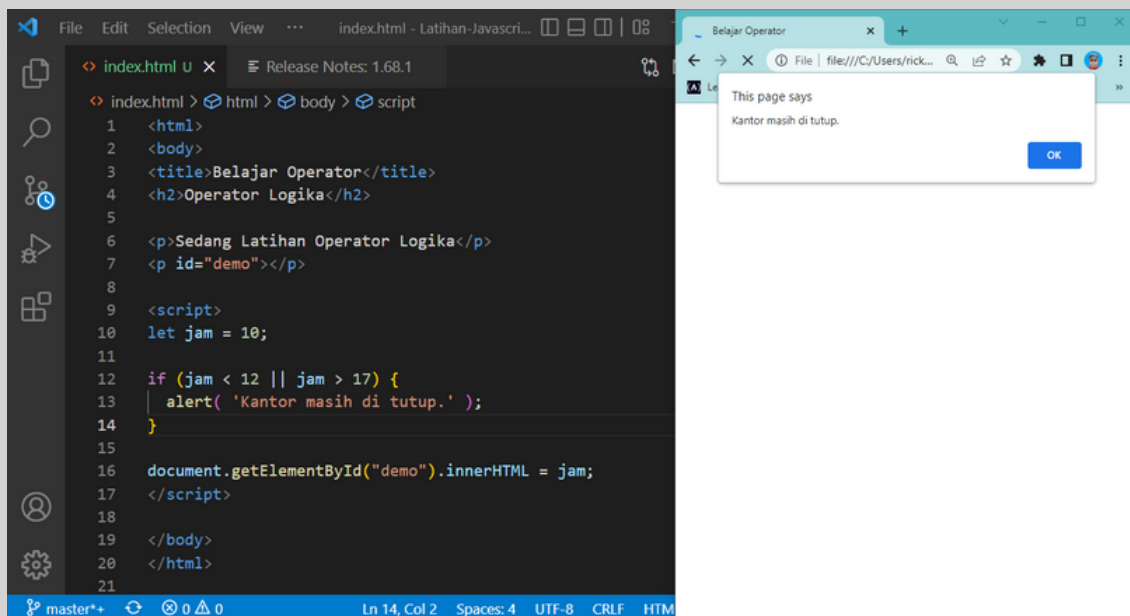 File Edit Selection View ··· index.html - Latihan-Javascri...
index.html U Release Notes: 1.68.1
index.html > html > body > script
1 <html>
2 <body>
3 <title>Belajar Operator</title>
4 <h2>Operator Logika</h2>
5
6 <p>Sedang Latihan Operator Logika</p>
7 <p id="demo"></p>
8
9 <script>
10 let jam = 10;
11
12 if (jam < 12 || jam > 17) {
13 alert( 'Kantor masih di tutup.' );
14 }
15
16 document.getElementById("demo").innerHTML = jam;
17 </script>
18
19 </body>
20 </html>
21
master*+ 0 0 Ln 14, Col 2 Spaces: 4 UTF-8 CRLF HTM
Belajar Operator
File file:///C:/Users/rick...
Le
This page says
Kantor masih di tutup.
OK